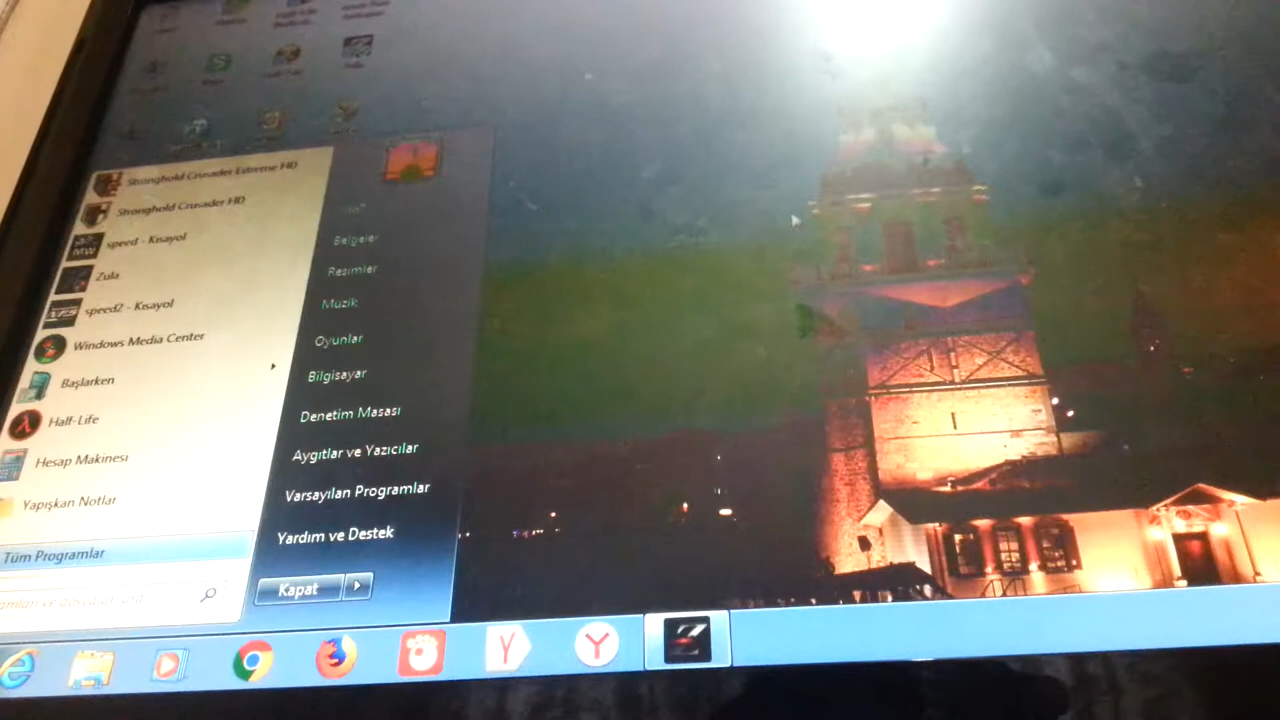 Stronghold Crusader Extreme HD
Stronghold Crusader HD
speed - Kısayol
Zula
speed2 - Kısayol
Windows Media Center
Başlarken
Half-Life
Hesap Makinesi
Yapışkan Notlar
Tüm Programlar
Belgeler
Resimler
Müzik
Oyunlar
Bilgisayar
Denetim Masası
Aygıtlar ve Yazıcılar
Varsayılan Programlar
Yardım ve Destek
Kapat